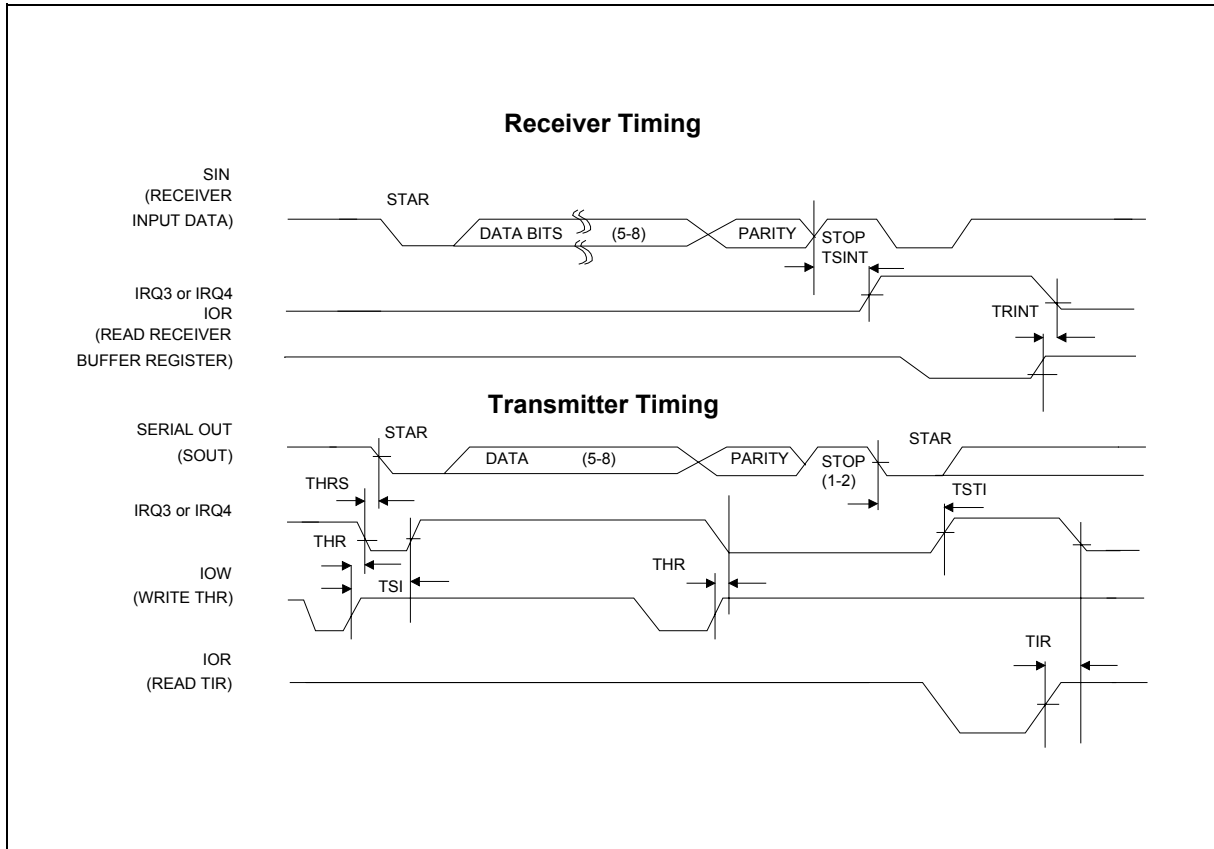 Receiver Timing
SIN
(RECEIVER
INPUT DATA)
STAR
DATA BITS (5-8)
PARITY
STOP
TSINT
IRQ3 or IRQ4
IOR
(READ RECEIVER
BUFFER REGISTER)
TRINT
Transmitter Timing
SERIAL OUT
(SOUT)
STAR
DATA (5-8)
PARITY
STOP
(1-2)
STAR
THRS
TSTI
IRQ3 or IRQ4
THR
THR
IOW
(WRITE THR)
TSI
TIR
IOR
(READ TIR)